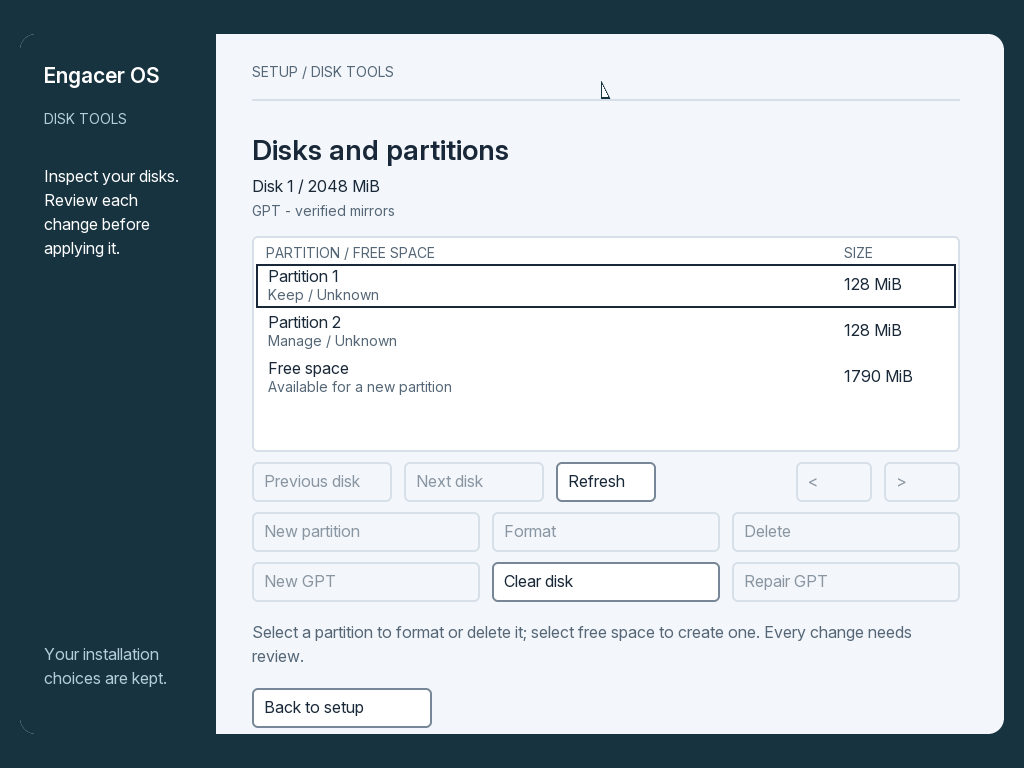 Engacer OS
DISK TOOLS
Inspect your disks.
Review each
change before
applying it.
Your installation
choices are kept.
SETUP / DISK TOOLS
Disks and partitions
Disk 1 / 2048 MiB
GPT - verified mirrors
PARTITION / FREE SPACE SIZE
Partition 1
Keep / Unknown
128 MiB
Partition 2
Manage / Unknown
128 MiB
Free space
Available for a new partition
1790 MiB
Previous disk Next disk Refresh < >
New partition Format Delete
New GPT Clear disk Repair GPT
Select a partition to format or delete it; select free space to create one. Every change needs
review.
Back to setup